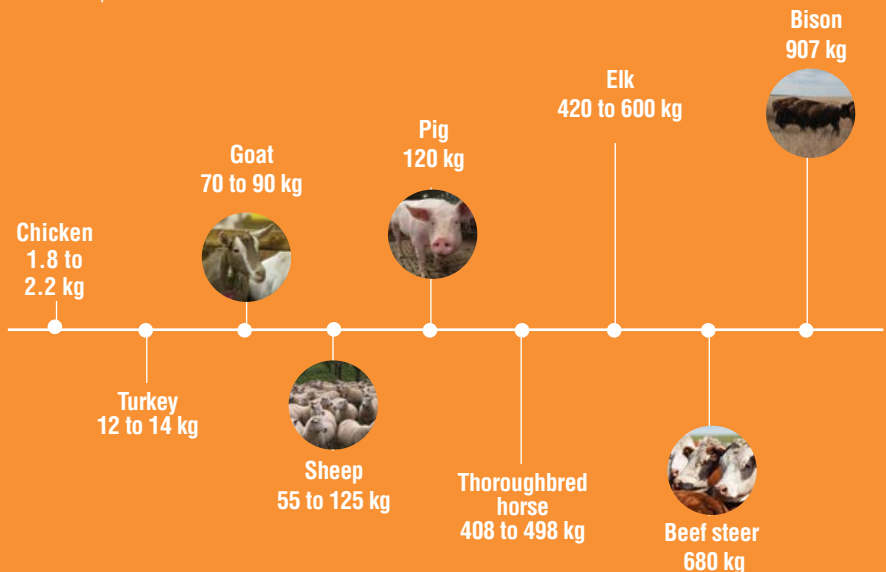 Chicken
1.8 to
2.2 kg
Turkey
12 to 14 kg
Goat
70 to 90 kg
Sheep
55 to 125 kg
Pig
120 kg
Thoroughbred
horse
408 to 498 kg
Elk
420 to 600 kg
Beef steer
680 kg
Bison
907 kg